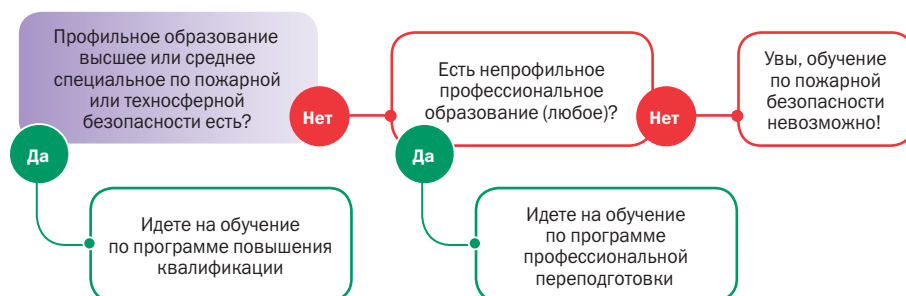 Профильное образование
высшее или среднее
специальное по пожарной
или техносферной
безопасности есть?
Нет
Есть непрофильное
профессиональное
образование (любое)?
Нет
Увы, обучение
по пожарной
безопасности
невозможно!
Да
Идете на обучение
по программе повышения
квалификации
Да
Идете на обучение
по программе
профессиональной
переподготовки